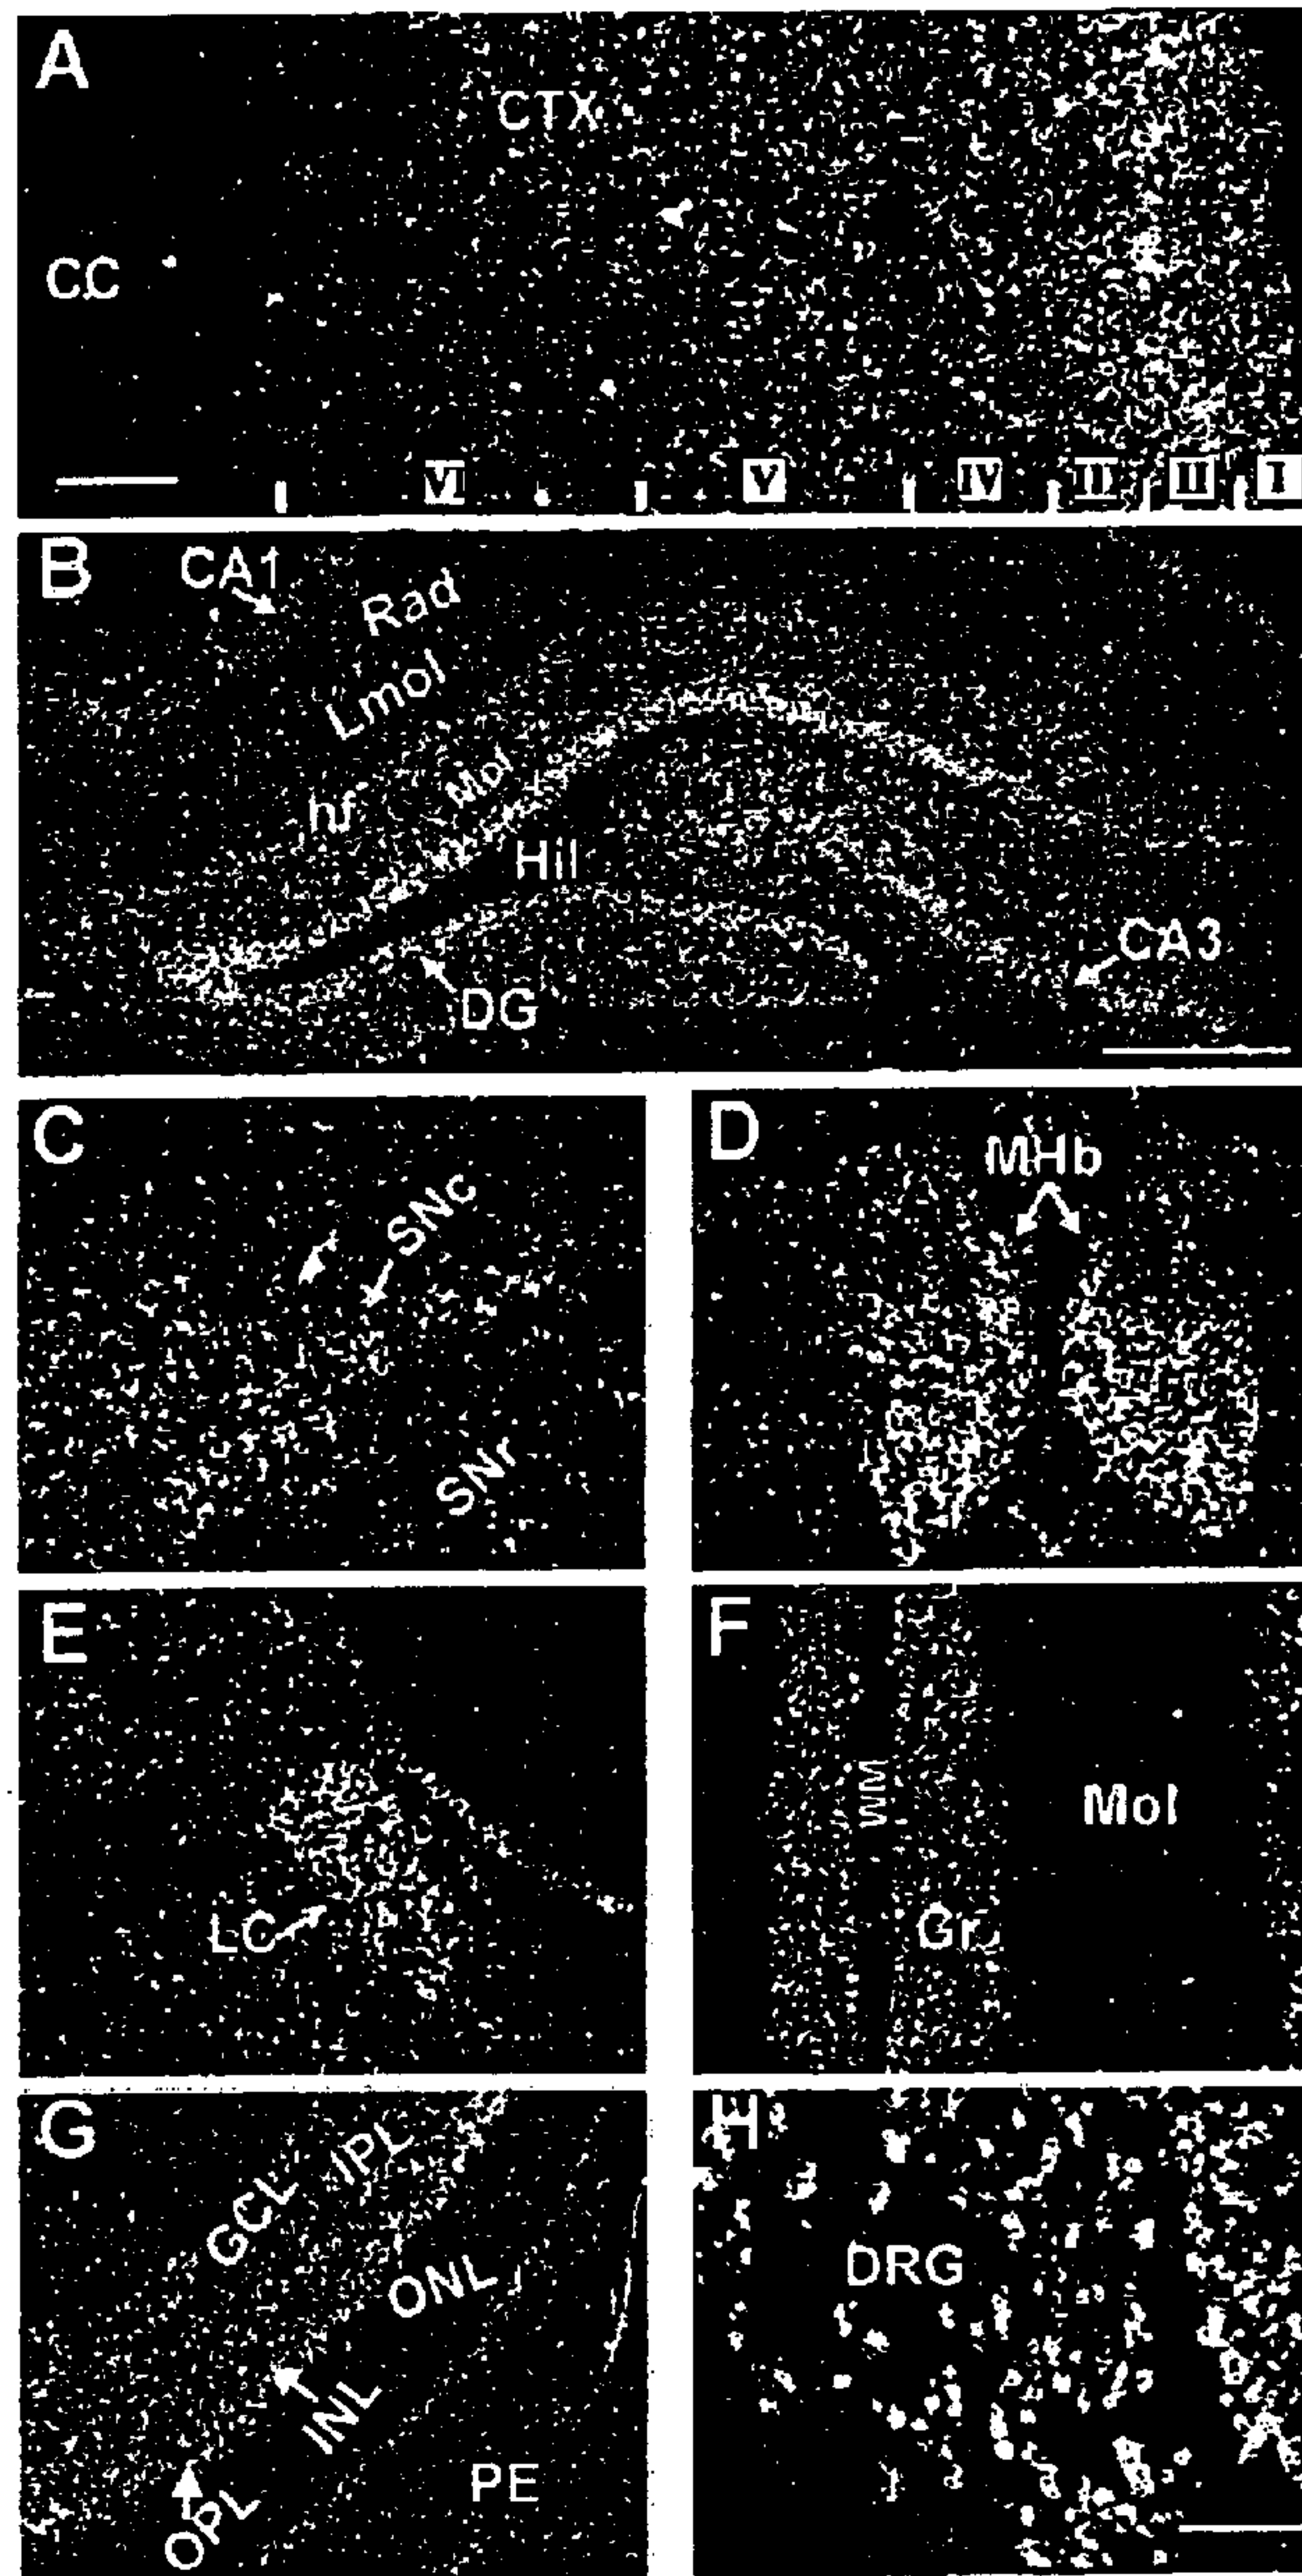 A
CTX
CC
VI V IV III II I
B
CA1
Rad
Lmol
Mol
hf
Hil
CA3
DG
C
SNc
SNr
D
MHb
E
LC
F
WM
Mol
Gr
G
GCL IPL
ONL
INL
OPL
PE
H
DRG